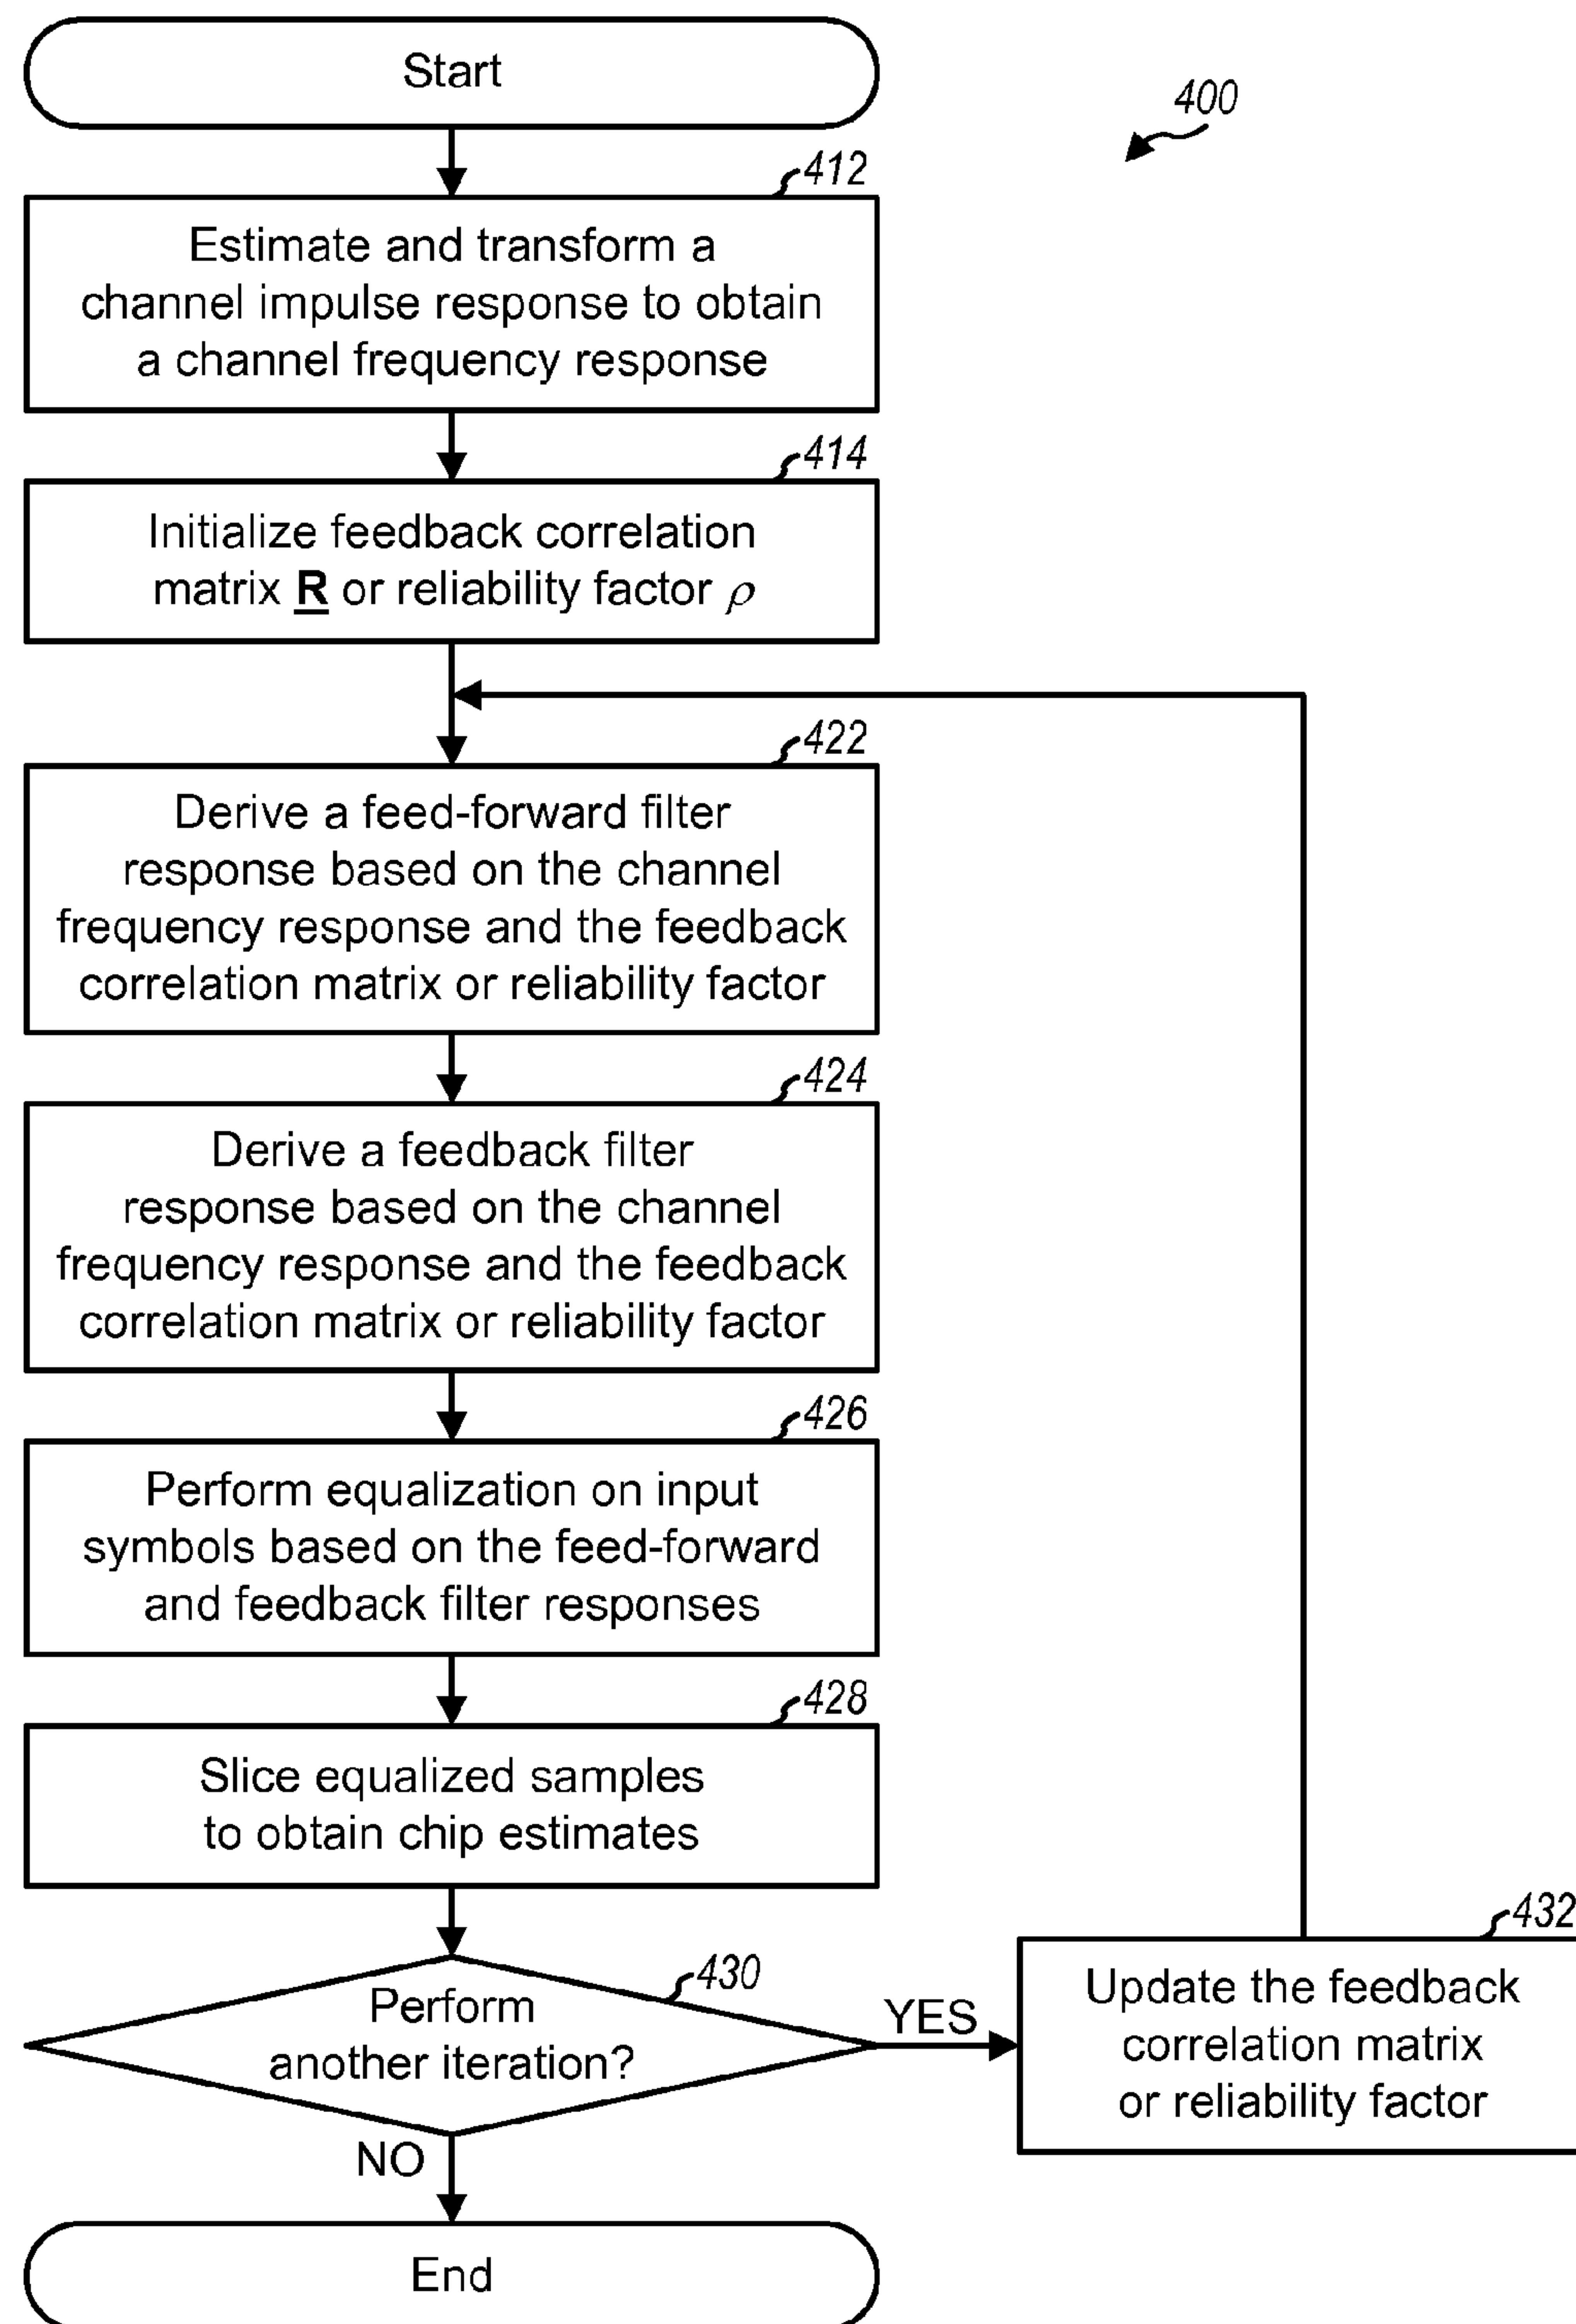 Start
400
412
Estimate and transform a
channel impulse response to obtain
a channel frequency response
414
Initialize feedback correlation
matrix R or reliability factor ρ
422
Derive a feed-forward filter
response based on the channel
frequency response and the feedback
correlation matrix or reliability factor
424
Derive a feedback filter
response based on the channel
frequency response and the feedback
correlation matrix or reliability factor
426
Perform equalization on input
symbols based on the feed-forward
and feedback filter responses
428
Slice equalized samples
to obtain chip estimates
430
Perform
another iteration?
YES
432
Update the feedback
correlation matrix
or reliability factor
NO
End